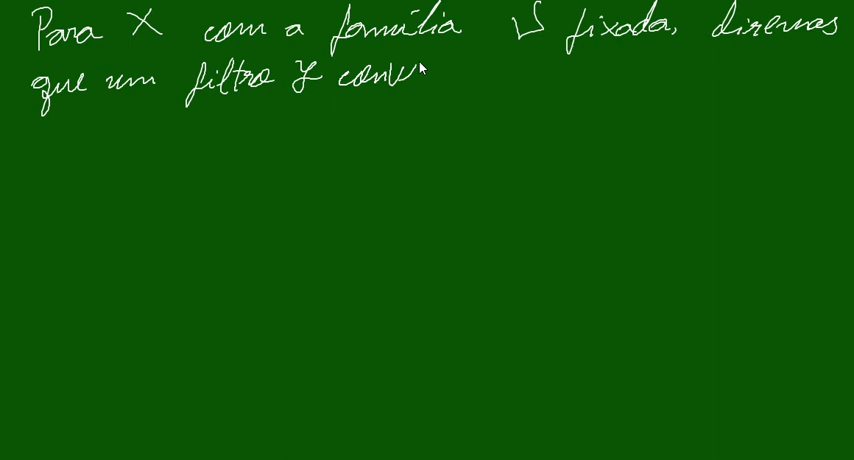 Para X com a família fixada, diremos
que um filtro F conv